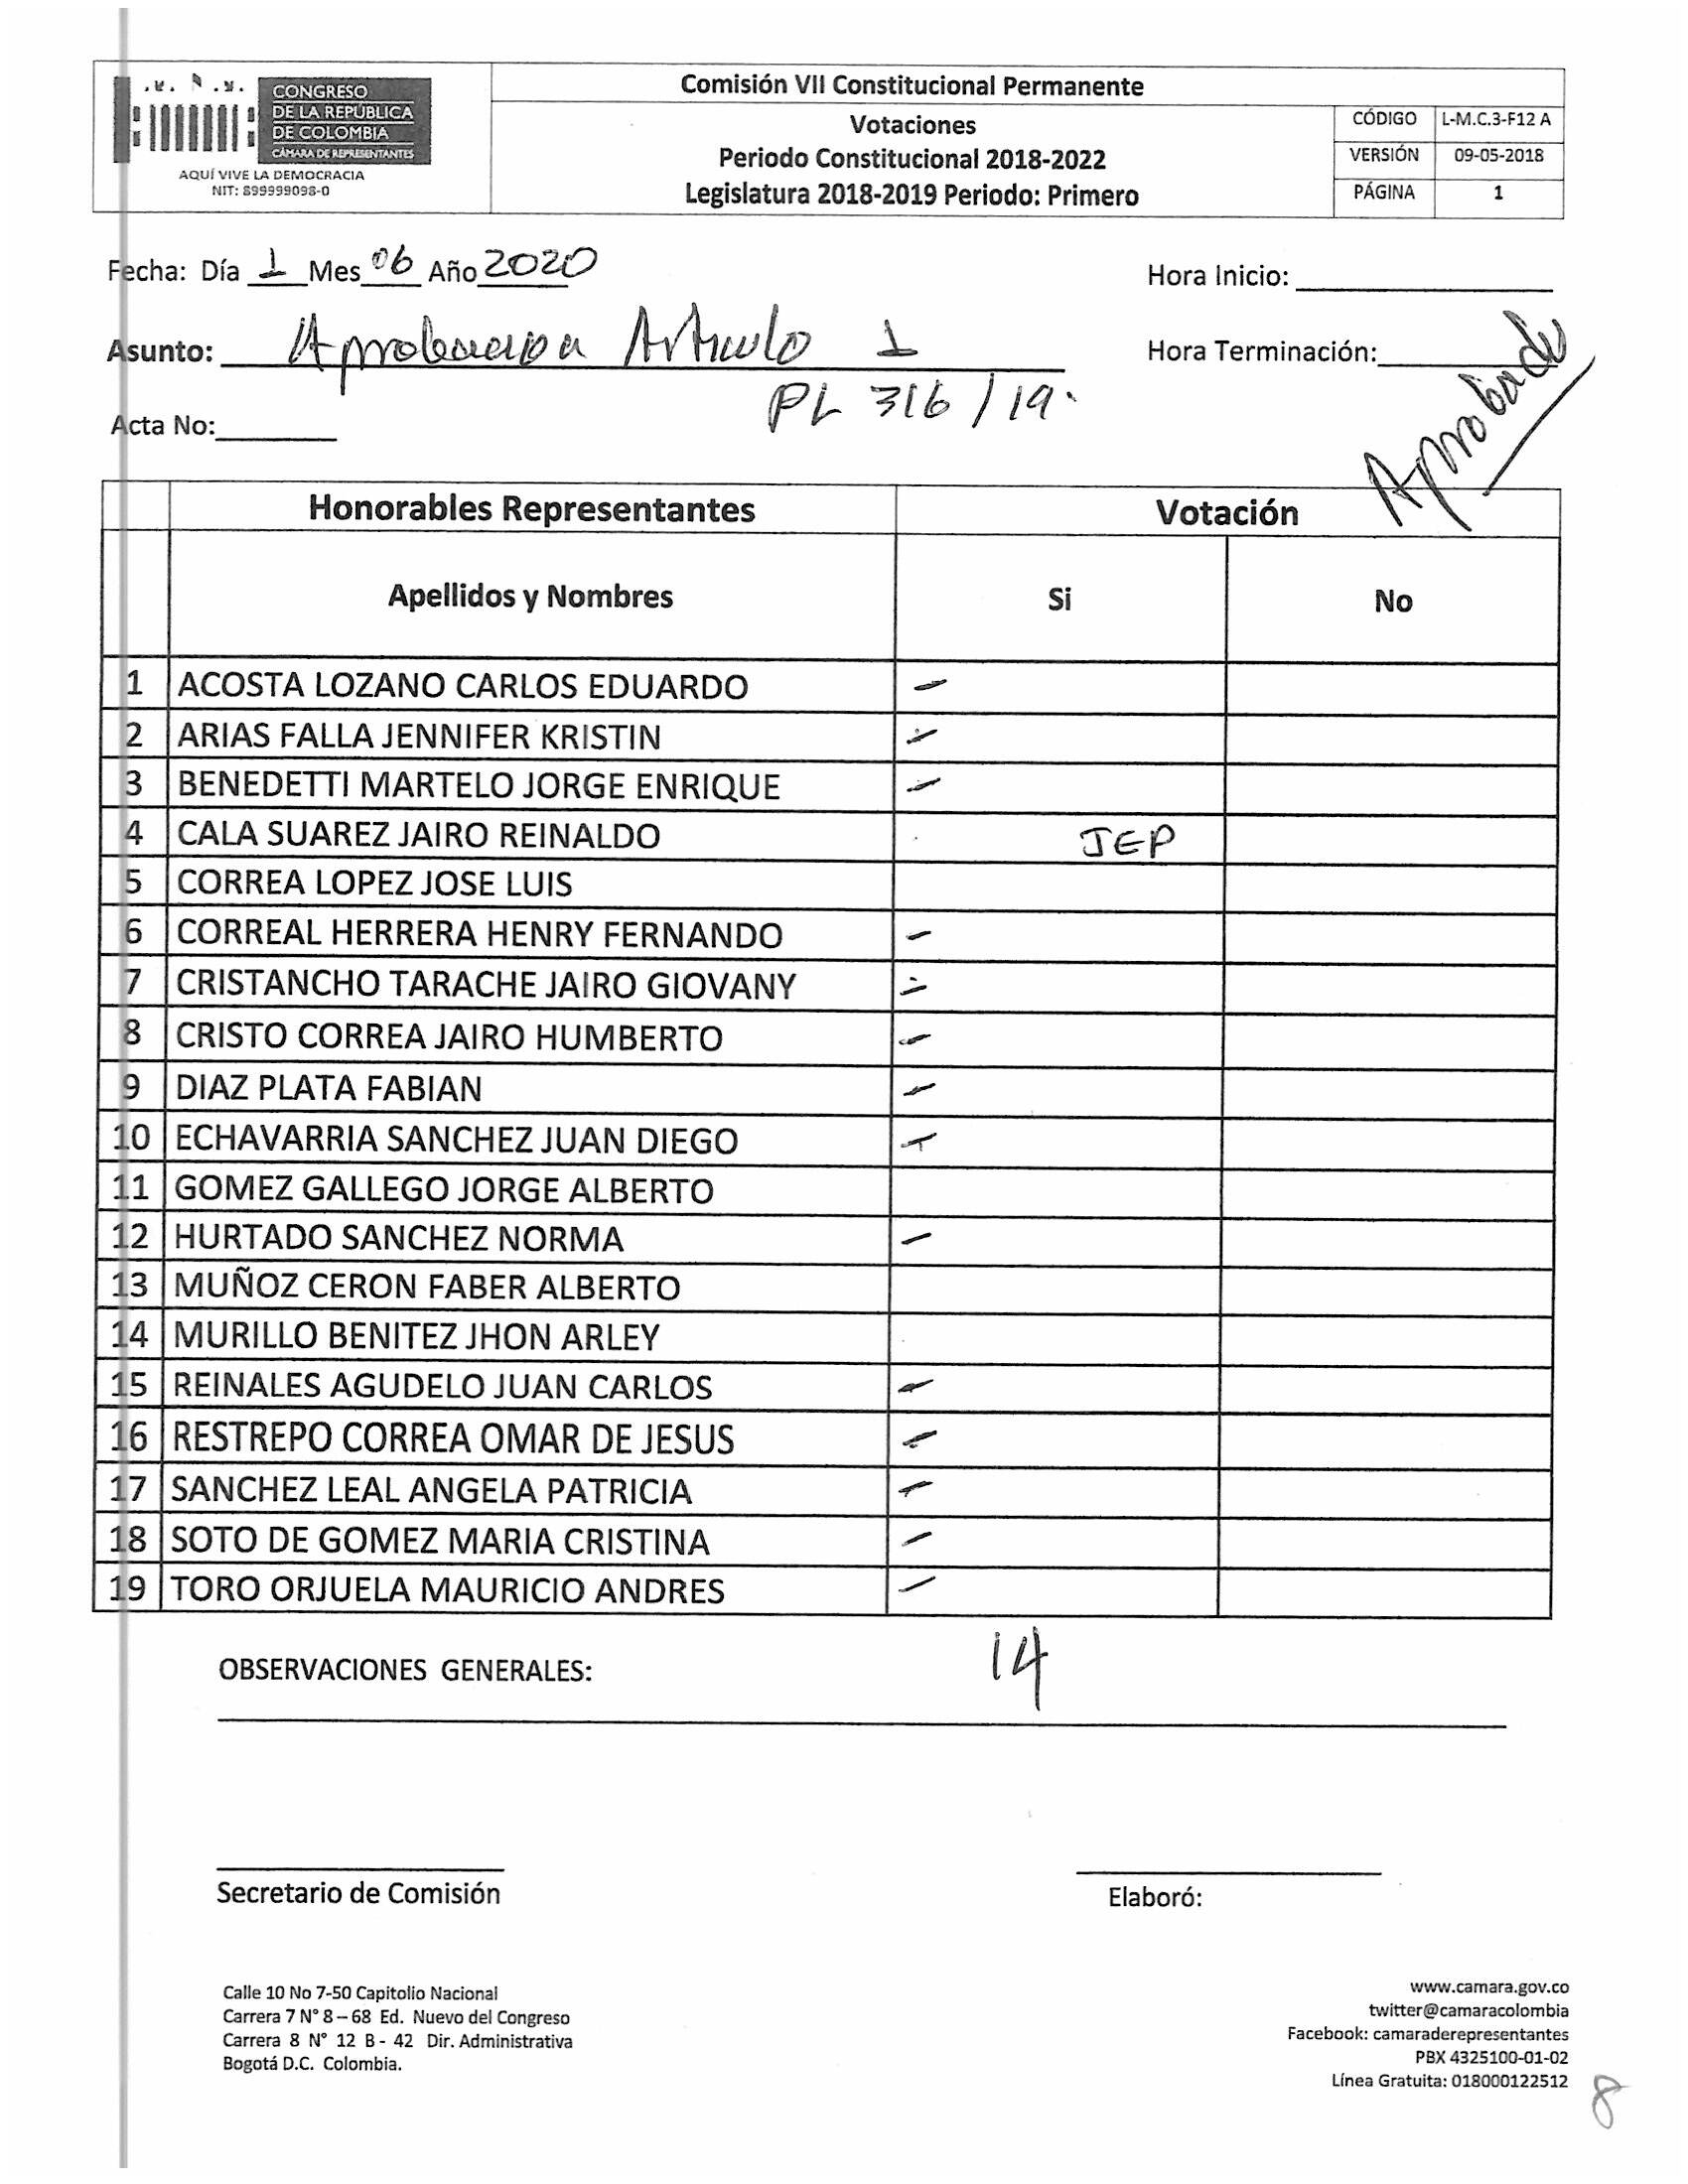 CONGRESO
DE LA REPÚBLICA
DE COLOMBIA
CÁMARA DE REPRESENTANTES
AQUÍ VIVE LA DEMOCRACIA
NIT: 899999098-0
Comisión VII Constitucional Permanente
Votaciones
Periodo Constitucional 2018-2022
Legislatura 2018-2019 Periodo: Primero
CÓDIGO L-M.C.3-F12 A
VERSIÓN 09-05-2018
PÁGINA 1
Fecha: Día 1 Mes 06 Año 2020
Hora Inicio:
Asunto: Aprobacion Articulo 1
Hora Terminación:
PL 316/19.
Aprobado
Acta No:
Honorables Representantes Votación
Apellidos y Nombres Si No
1 ACOSTA LOZANO CARLOS EDUARDO -
2 ARIAS FALLA JENNIFER KRISTIN -
3 BENEDETTI MARTELO JORGE ENRIQUE -
4 CALA SUAREZ JAIRO REINALDO JEP
5 CORREA LOPEZ JOSE LUIS
6 CORREAL HERRERA HENRY FERNANDO -
7 CRISTANCHO TARACHE JAIRO GIOVANY -
8 CRISTO CORREA JAIRO HUMBERTO -
9 DIAZ PLATA FABIAN -
10 ECHAVARRIA SANCHEZ JUAN DIEGO -
11 GOMEZ GALLEGO JORGE ALBERTO
12 HURTADO SANCHEZ NORMA -
13 MUÑOZ CERON FABER ALBERTO
14 MURILLO BENITEZ JHON ARLEY
15 REINALES AGUDELO JUAN CARLOS -
16 RESTREPO CORREA OMAR DE JESUS -
17 SANCHEZ LEAL ANGELA PATRICIA -
18 SOTO DE GOMEZ MARIA CRISTINA -
19 TORO ORJUELA MAURICIO ANDRES -
OBSERVACIONES GENERALES: 14
Secretario de Comisión
Elaboró:
Calle 10 No 7-50 Capitolio Nacional
Carrera 7 N° 8 – 68 Ed. Nuevo del Congreso
Carrera 8 N° 12 B - 42 Dir. Administrativa
Bogotá D.C. Colombia.
www.camara.gov.co
twitter@camaracolombia
Facebook: camaraderepresentantes
PBX 4325100-01-02
Línea Gratuita: 018000122512
8